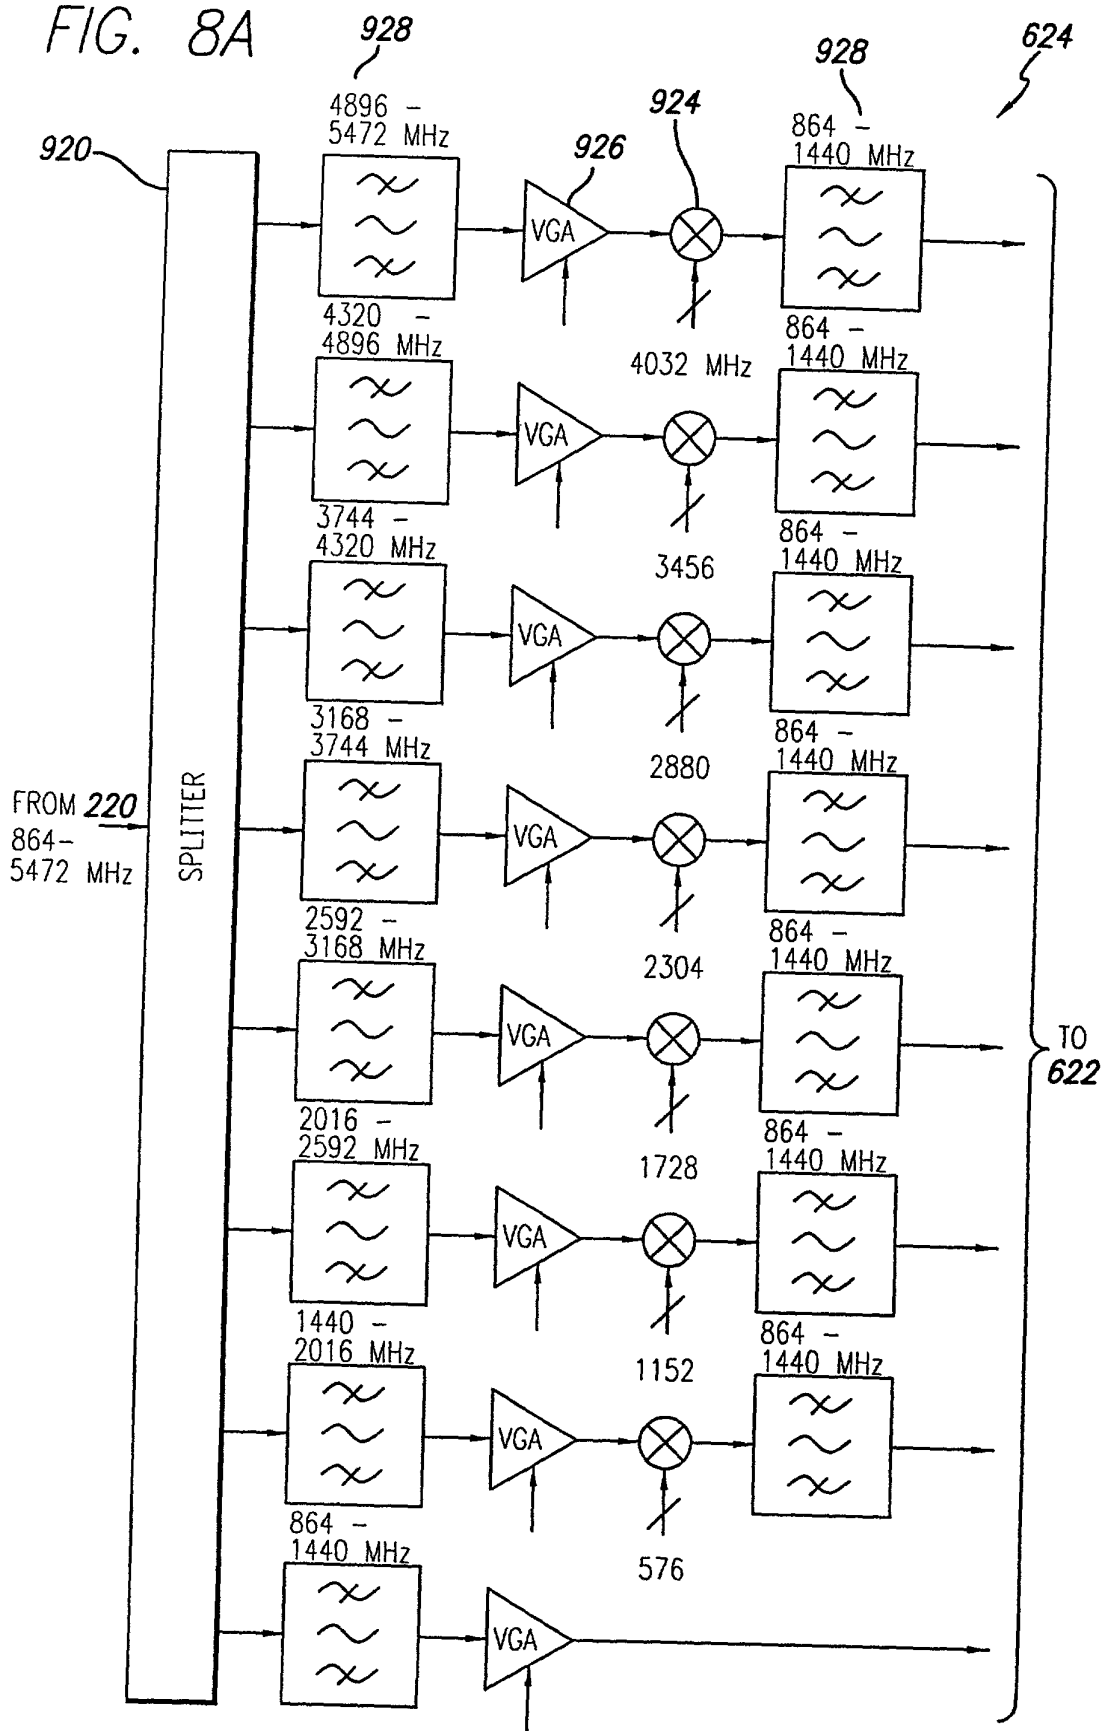 FIG. 8A
928
928
624
4896 -
5472 MHz
924
864 -
1440 MHz
920
926
VGA
4032 MHz
4320 -
4896 MHz
864 -
1440 MHz
VGA
3456
3744 -
4320 MHz
864 -
1440 MHz
VGA
2880
3168 -
3744 MHz
864 -
1440 MHz
VGA
2304
FROM 220
864-
5472 MHz
SPLITTER
2592 -
3168 MHz
864 -
1440 MHz
VGA
1728
TO
622
2016 -
2592 MHz
864 -
1440 MHz
VGA
1152
1440 -
2016 MHz
864 -
1440 MHz
VGA
576
864 -
1440 MHz
VGA